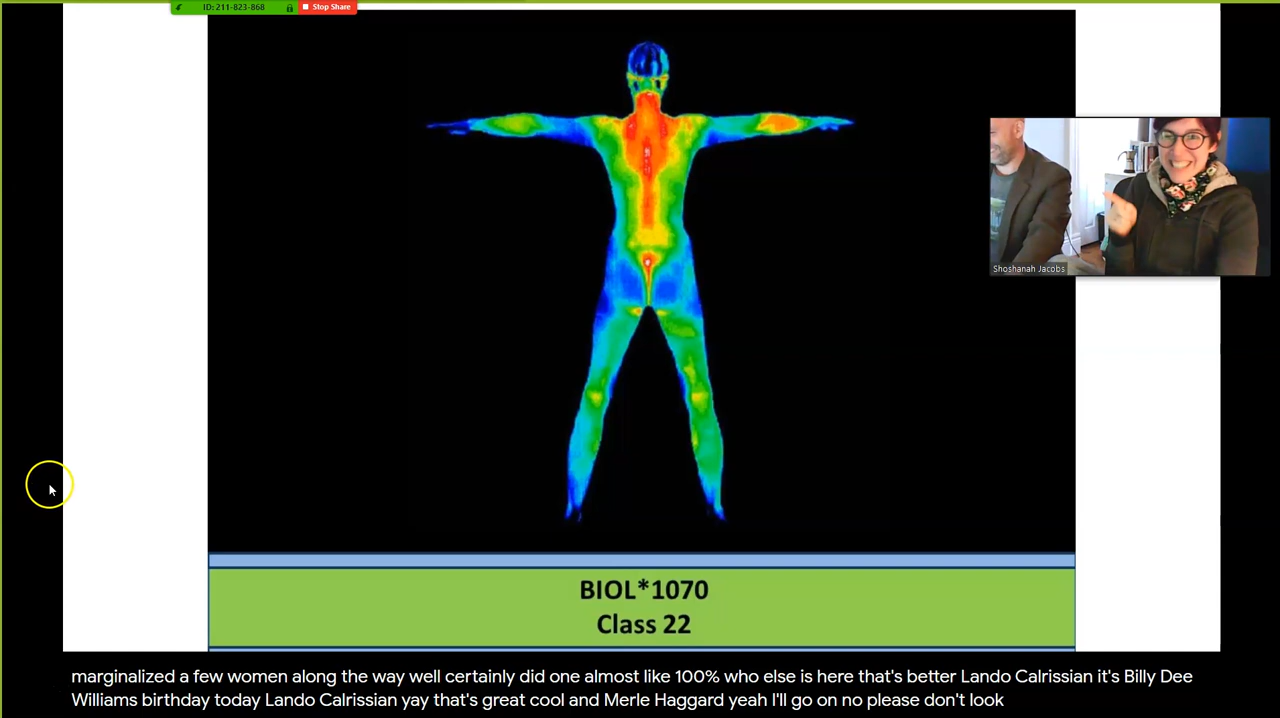 ID: 211-823-868
Stop Share
Shoshanah Jacobs
BIOL*1070
Class 22
marginalized a few women along the way well certainly did one almost like 100% who else is here that's better Lando Calrissian it's Billy Dee
Williams birthday today Lando Calrissian yay that's great cool and Merle Haggard yeah I'll go on no please don't look